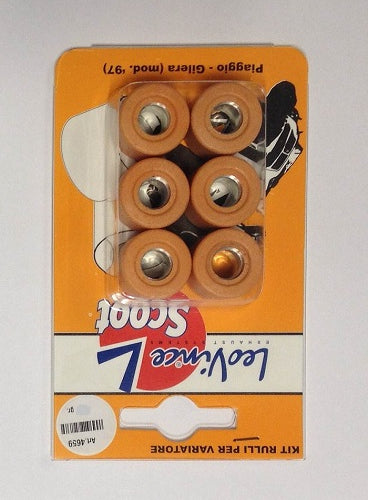 KIT RULLI PER VARIATORE
Art.4659
gr.
LeoVince
EXHAUST SYSTEMS
Scoot
Piaggio - Gilera (mod. '97)